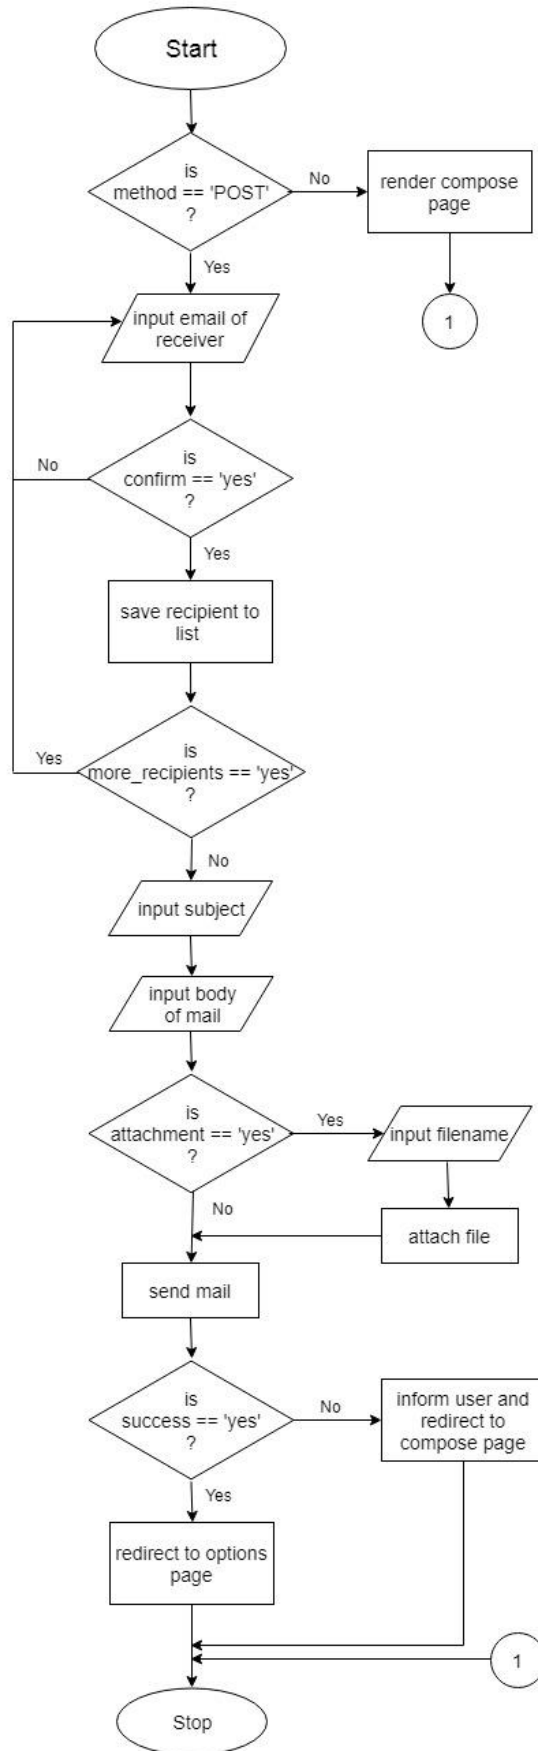 Start
is
method == 'POST'
?
No
render compose
page
Yes
1
input email of
receiver
is
confirm == 'yes'
?
No
Yes
save recipient to
list
is
more_recipients == 'yes'
?
Yes
No
input subject
input body
of mail
is
attachment == 'yes'
?
Yes
input filename
No
attach file
send mail
is
success == 'yes'
?
No
inform user and
redirect to
compose page
Yes
redirect to options
page
1
Stop